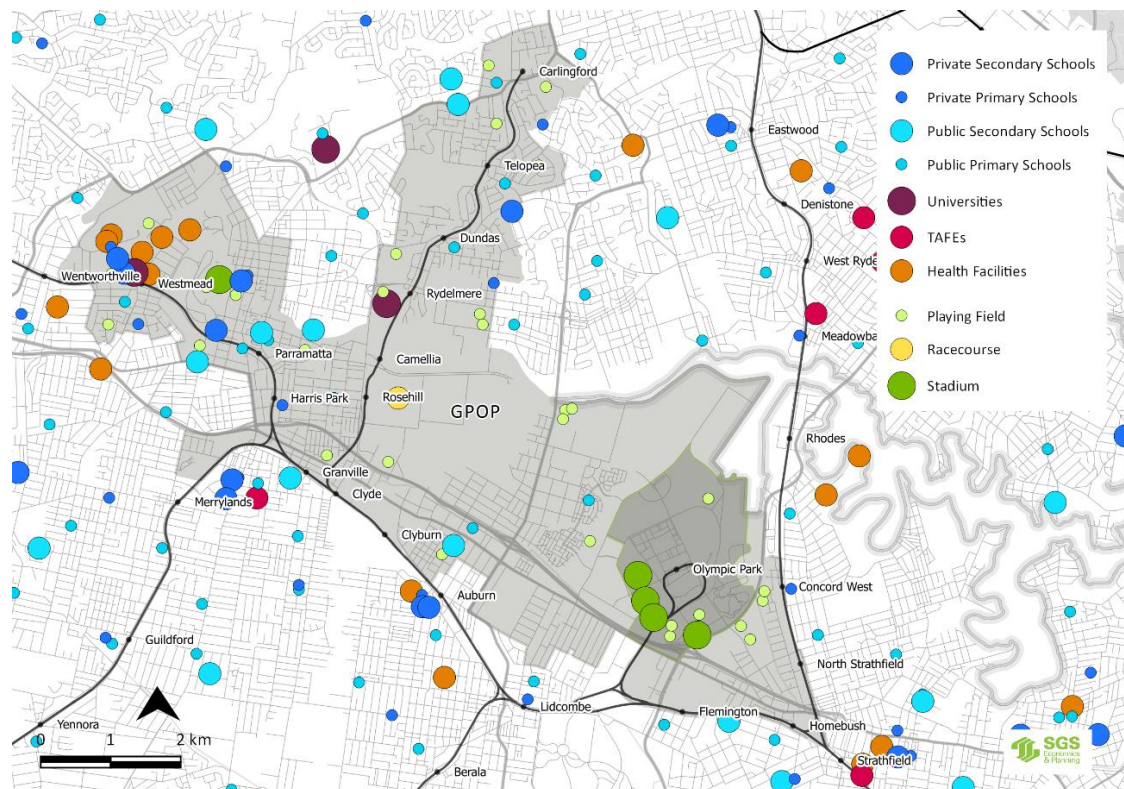 Carlingford
Private Secondary Schools
Private Primary Schools
Eastwood
Public Secondary Schools
Telopea
Public Primary Schools
Denistone
Universities
TAFEs
Dundas
West Ryde
Wentworthville
Westmead
Health Facilities
Rydelmere
Playing Field
Meadowba
Racecourse
Parramatta
Camellia
Stadium
Harris Park
Rosehill
GPOP
Rhodes
Granville
Merrylands
Clyde
Clyburn
Olympic Park
Auburn
Concord West
Guildford
North Strathfield
Yennora
Lidcombe
Flemington
Homebush
0 1 2 km
SGS
Economics
& Planning
Strathfield
Berala